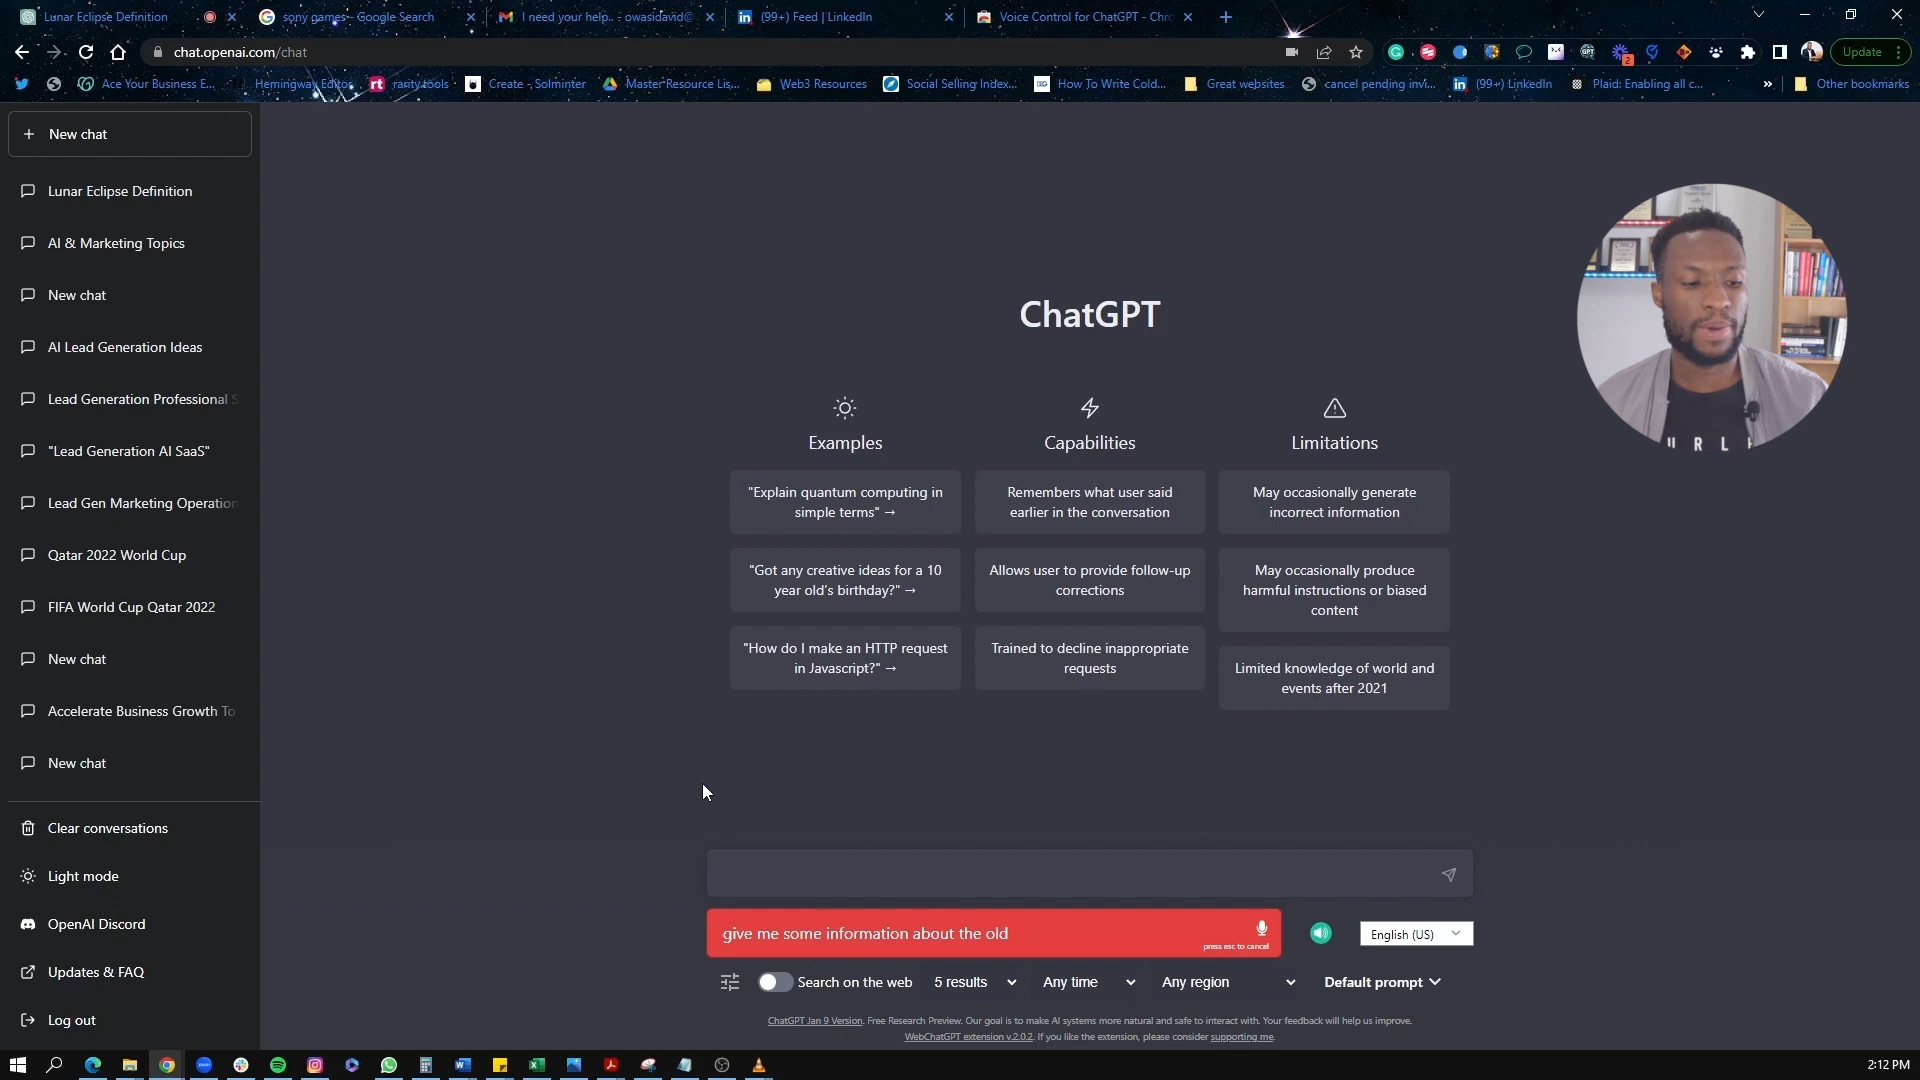 Lunar Eclipse Definition
sony games - Google Search
I need your help.. - owasidavid@
(99+) Feed | LinkedIn
Voice Control for ChatGPT - Chro
chat.openai.com/chat
Update
Ace Your Business E...
Hemingway Editor
rarity.tools
Create - Solminter
Master Resource Lis...
Web3 Resources
Social Selling Index...
How To Write Cold...
Great websites
cancel pending invi...
(99+) LinkedIn
Plaid: Enabling all c...
»
Other bookmarks
+ New chat
Lunar Eclipse Definition
AI & Marketing Topics
New chat
AI Lead Generation Ideas
Lead Generation Professional S
"Lead Generation AI SaaS"
Lead Gen Marketing Operation
Qatar 2022 World Cup
FIFA World Cup Qatar 2022
New chat
Accelerate Business Growth To
New chat
Clear conversations
Light mode
OpenAI Discord
Updates & FAQ
Log out
ChatGPT
Examples
"Explain quantum computing in
simple terms" →
"Got any creative ideas for a 10
year old's birthday?" →
"How do I make an HTTP request
in Javascript?" →
Capabilities
Remembers what user said
earlier in the conversation
Allows user to provide follow-up
corrections
Trained to decline inappropriate
requests
Limitations
May occasionally generate
incorrect information
May occasionally produce
harmful instructions or biased
content
Limited knowledge of world and
events after 2021
give me some information about the old
press esc to cancel
English (US)
Search on the web
5 results
Any time
Any region
Default prompt
ChatGPT Jan 9 Version. Free Research Preview. Our goal is to make AI systems more natural and safe to interact with. Your feedback will help us improve.
WebChatGPT extension v.2.0.2. If you like the extension, please consider supporting me.
2:12 PM